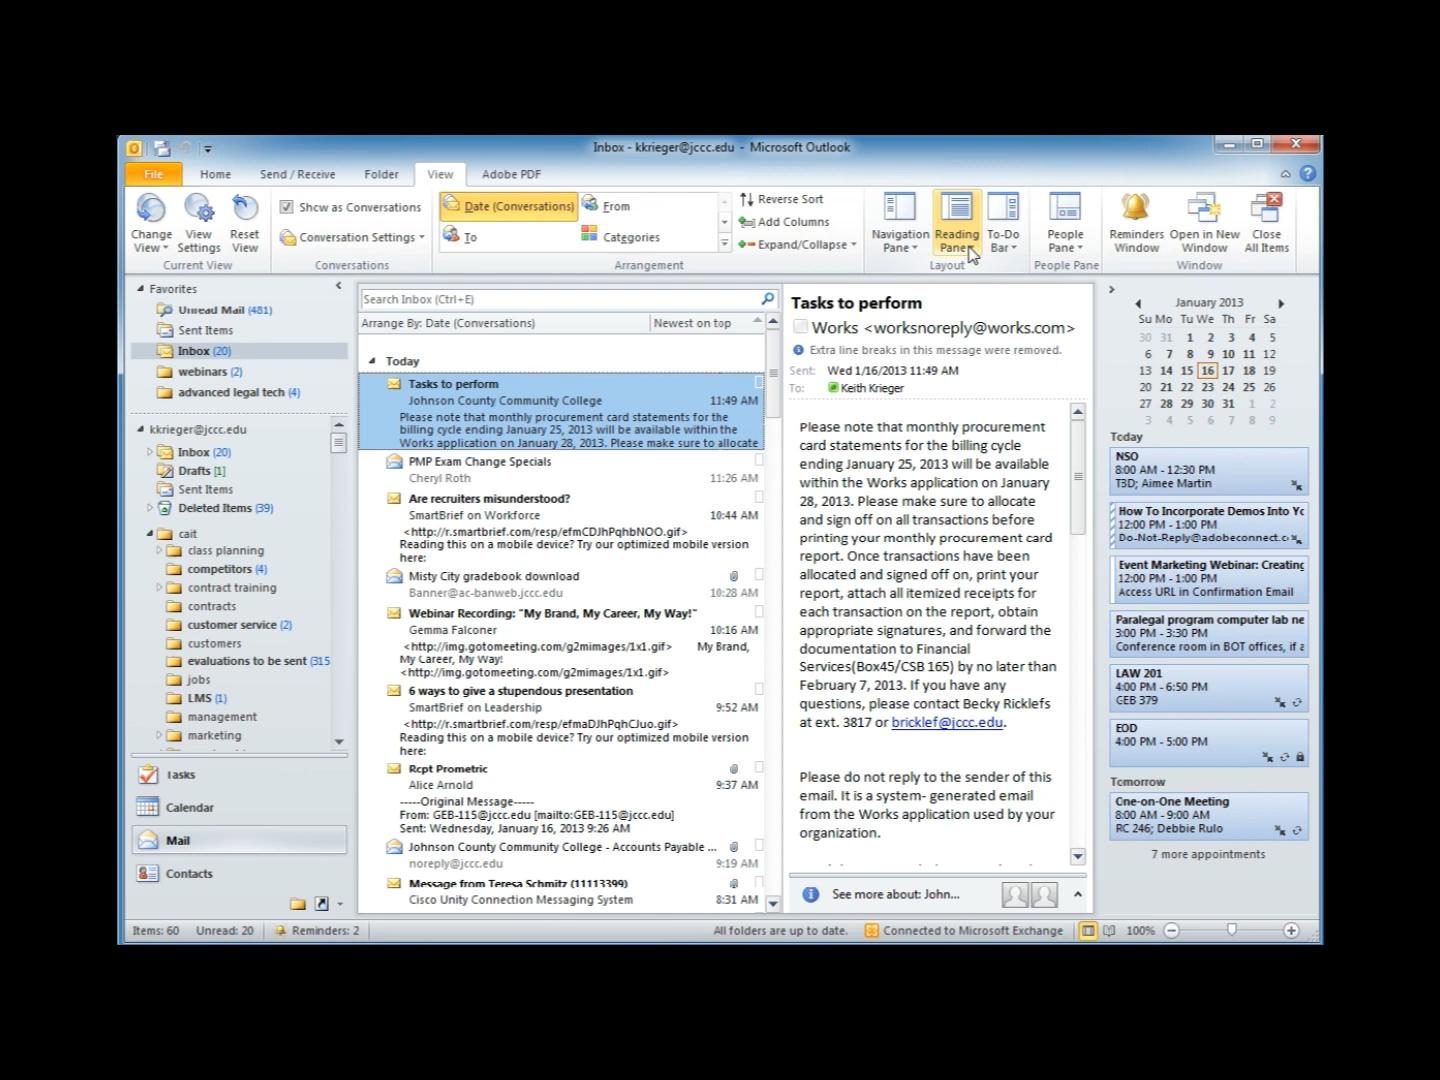 Inbox - kkrieger@jccc.edu - Microsoft Outlook
File Home Send / Receive Folder View Adobe PDF
Change View View Settings Reset View
Current View
Show as Conversations
Conversation Settings
Conversations
Date (Conversations) From
To Categories
Arrangement
Reverse Sort
Add Columns
Expand/Collapse
Navigation Pane Reading Pane To-Do Bar
Layout
People Pane
People Pane
Reminders Window Open in New Window Close All Items
Window
Favorites
Unread Mail (481)
Sent Items
Inbox (20)
webinars (2)
advanced legal tech (4)
kkrieger@jccc.edu
Inbox (20)
Drafts [1]
Sent Items
Deleted Items (39)
cait
class planning
competitors (4)
contract training
contracts
customer service (2)
customers
evaluations to be sent (315
jobs
LMS (1)
management
marketing
Tasks
Calendar
Mail
Contacts
Search Inbox (Ctrl+E)
Arrange By: Date (Conversations) Newest on top
Today
Tasks to perform
Johnson County Community College 11:49 AM
Please note that monthly procurement card statements for the
billing cycle ending January 25, 2013 will be available within the
Works application on January 28, 2013. Please make sure to allocate
PMP Exam Change Specials
Cheryl Roth 11:26 AM
Are recruiters misunderstood?
SmartBrief on Workforce 10:44 AM
<http://r.smartbrief.com/resp/efmCDJhPqhbNOO.gif>
Reading this on a mobile device? Try our optimized mobile version
here:
Misty City gradebook download
Banner@ac-banweb.jccc.edu 10:28 AM
Webinar Recording: "My Brand, My Career, My Way!"
Gemma Falconer 10:16 AM
<http://img.gotomeeting.com/g2mimages/1x1.gif> My Brand,
My Career, My Way!
<http://img.gotomeeting.com/g2mimages/1x1.gif>
6 ways to give a stupendous presentation
SmartBrief on Leadership 9:52 AM
<http://r.smartbrief.com/resp/efmaDJhPqhCJuo.gif>
Reading this on a mobile device? Try our optimized mobile version
here:
Rcpt Prometric
Alice Arnold 9:37 AM
-----Original Message-----
From: GEB-115@jccc.edu [mailto:GEB-115@jccc.edu]
Sent: Wednesday, January 16, 2013 9:26 AM
Johnson County Community College - Accounts Payable ...
noreply@jccc.edu 9:19 AM
Message from Teresa Schmitz (11113399)
Cisco Unity Connection Messaging System 8:31 AM
Tasks to perform
Works <worksnoreply@works.com>
Extra line breaks in this message were removed.
Sent: Wed 1/16/2013 11:49 AM
To: Keith Krieger
Please note that monthly procurement
card statements for the billing cycle
ending January 25, 2013 will be available
within the Works application on January
28, 2013. Please make sure to allocate
and sign off on all transactions before
printing your monthly procurement card
report. Once transactions have been
allocated and signed off on, print your
report, attach all itemized receipts for
each transaction on the report, obtain
appropriate signatures, and forward the
documentation to Financial
Services(Box45/CSB 165) by no later than
February 7, 2013. If you have any
questions, please contact Becky Ricklefs
at ext. 3817 or bricklef@jccc.edu.
Please do not reply to the sender of this
email. It is a system- generated email
from the Works application used by your
organization.
See more about: John...
January 2013
Su Mo Tu We Th Fr Sa
30 31 1 2 3 4 5
6 7 8 9 10 11 12
13 14 15 16 17 18 19
20 21 22 23 24 25 26
27 28 29 30 31 1 2
3 4 5 6 7 8 9
Today
NSO
8:00 AM - 12:30 PM
T3D; Aimee Martin
How To Incorporate Demos Into Yo
12:00 PM - 1:00 PM
Do-Not-Reply@adobeconnect.c
Event Marketing Webinar: Creating
12:00 PM - 1:00 PM
Access URL in Confirmation Email
Paralegal program computer lab ne
3:00 PM - 3:30 PM
Conference room in BOT offices, if a
LAW 201
4:00 PM - 6:50 PM
GEB 379
EOD
4:00 PM - 5:00 PM
Tomorrow
One-on-One Meeting
8:00 AM - 9:00 AM
RC 246; Debbie Rulo
7 more appointments
Items: 60 Unread: 20 Reminders: 2 All folders are up to date. Connected to Microsoft Exchange 100%